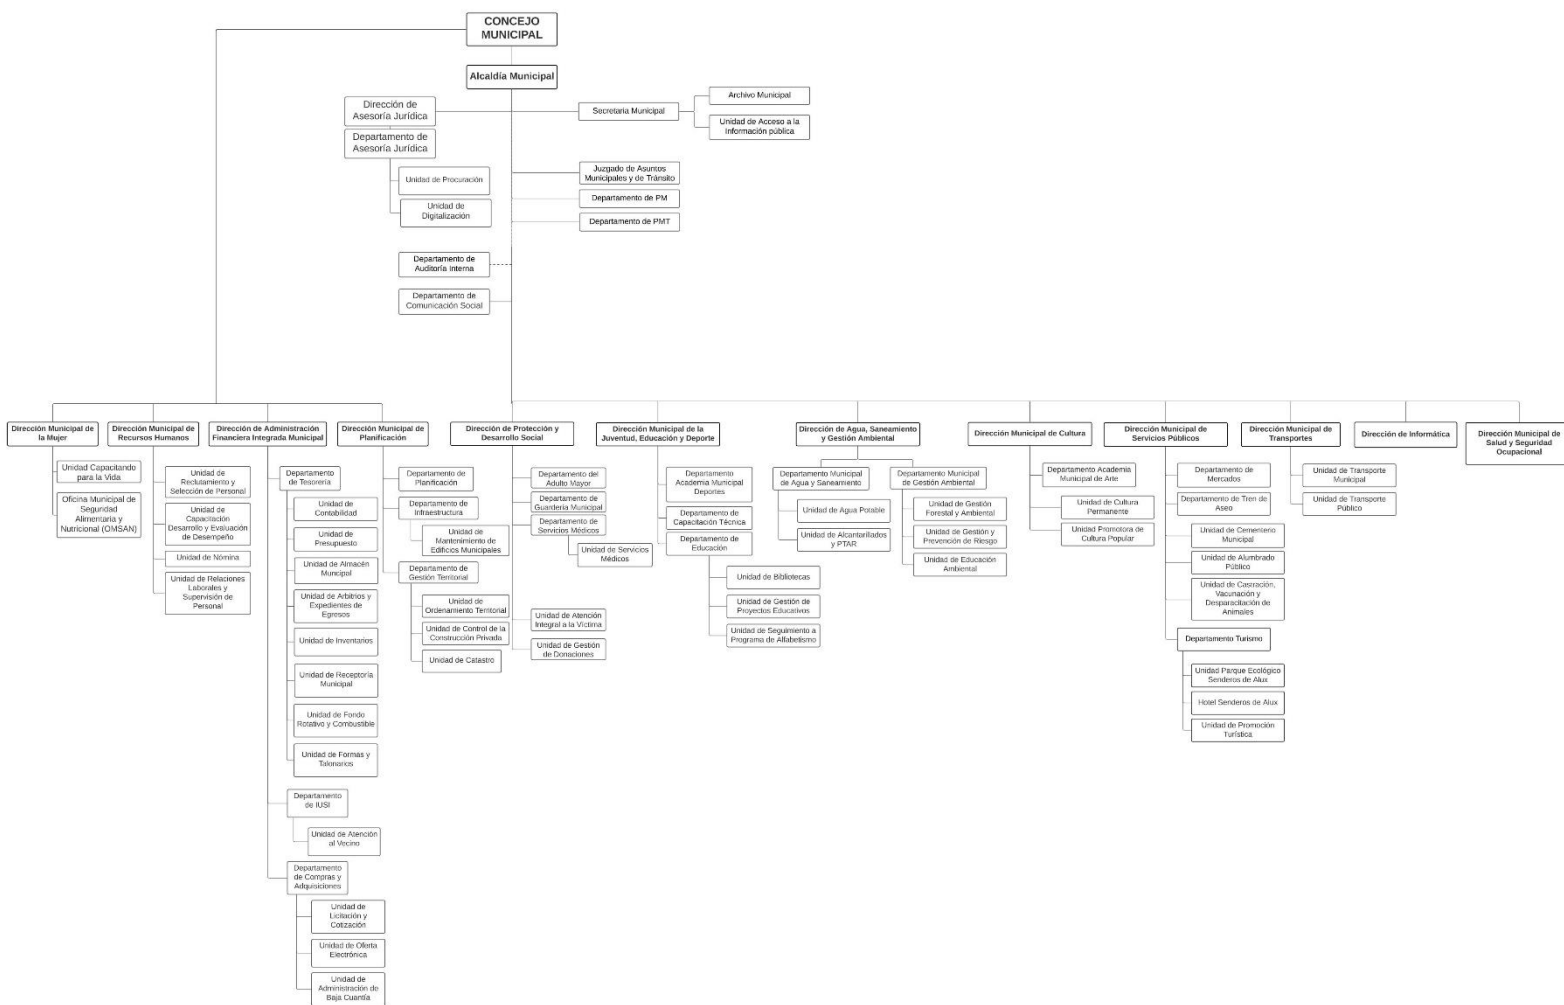 CONCEJO
MUNICIPAL
Alcaldía Municipal
Dirección de
Asesoría Jurídica
Departamento de
Asesoría Jurídica
Unidad de Procuración
Unidad de
Digitalización
Secretaria Municipal
Archivo Municipal
Unidad de Acceso a la
Información pública
Juzgado de Asuntos
Municipales y de Tránsito
Departamento de PM
Departamento de PMT
Departamento de
Auditoría Interna
Departamento de
Comunicación Social
Dirección Municipal de
la Mujer
Unidad Capacitando
para la Vida
Oficina Municipal de
Seguridad
Alimentaria y
Nutricional (OMSAN)
Dirección Municipal de
Recursos Humanos
Unidad de
Reclutamiento y
Selección de Personal
Unidad de
Capacitación
Desarrollo y Evaluación
de Desempeño
Unidad de Nómina
Unidad de Relaciones
Laborales y
Supervisión de
Personal
Dirección de Administración
Financiera Integrada Municipal
Departamento
de Tesorería
Unidad de
Contabilidad
Unidad de
Presupuesto
Unidad de Almacén
Muncipal
Unidad de Arbitrios y
Expedientes de
Egresos
Unidad de Inventarios
Unidad de Receptoría
Municipal
Unidad de Fondo
Rotativo y Combustible
Unidad de Formas y
Talonarios
Departamento
de IUSI
Unidad de Atención
al Vecino
Departamento
de Compras y
Adquisiciones
Unidad de
Licitación y
Cotización
Unidad de Oferta
Electrónica
Unidad de
Administración de
Baja Cuantía
Dirección Municipal de
Planificación
Departamento de
Planificación
Departamento de
Infraestructura
Unidad de
Mantenimiento de
Edificios Municipales
Departamento de
Gestión Territorial
Unidad de
Ordenamiento Territorial
Unidad de Control de la
Construcción Privada
Unidad de Catastro
Dirección de Protección y
Desarrollo Social
Departamento del
Adulto Mayor
Departamento de
Guardería Municipal
Departamento de
Servicios Médicos
Unidad de Servicios
Médicos
Unidad de Atención
Integral a la Víctima
Unidad de Gestión
de Donaciones
Dirección Municipal de la
Juventud, Educación y Deporte
Departamento
Academia Municipal
Deportes
Departamento de
Capacitación Técnica
Departamento de
Educación
Unidad de Bibliotecas
Unidad de Gestión de
Proyectos Educativos
Unidad de Seguimiento a
Programa de Alfabetismo
Dirección de Agua, Saneamiento
y Gestión Ambiental
Departamento Municipal
de Agua y Saneamiento
Unidad de Agua Potable
Unidad de Alcantarillados y
PTAR
Departamento Municipal
de Gestión Ambiental
Unidad de Gestión
Forestal y Ambiental
Unidad de Gestión y
Prevención de Riesgo
Unidad de Educación
Ambiental
Dirección Municipal de Cultura
Departamento Academia
Municipal de Arte
Unidad de Cultura
Permanente
Unidad Promotora de
Cultura Popular
Dirección Municipal de
Servicios Públicos
Departamento de
Mercados
Departamento de Tren de
Aseo
Unidad de Cementerio
Municipal
Unidad de Alumbrado
Público
Unidad de Castración,
Vacunación y
Desparacitación de
Animales
Departamento Turismo
Unidad Parque Ecológico
Senderos de Alux
Hotel Senderos de Alux
Unidad de Promoción
Turística
Dirección Municipal de
Transportes
Unidad de Transporte
Municipal
Unidad de Transporte
Público
Dirección de Informática
Dirección Municipal de
Salud y Seguridad
Ocupacional